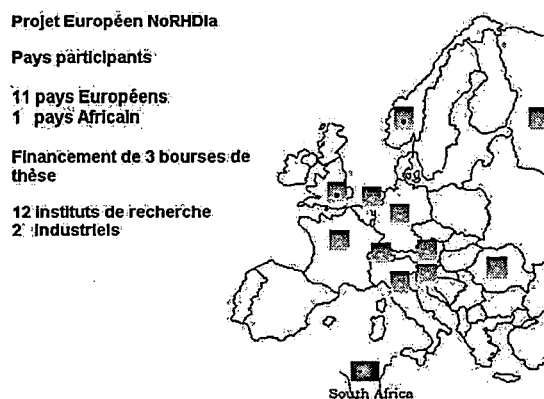 Projet Européen NoRHDIa
Pays participants
11 pays Européens
1 pays Africain
Financement de 3 bourses de
thèse
12 instituts de recherche
2 Industriels
South Africa